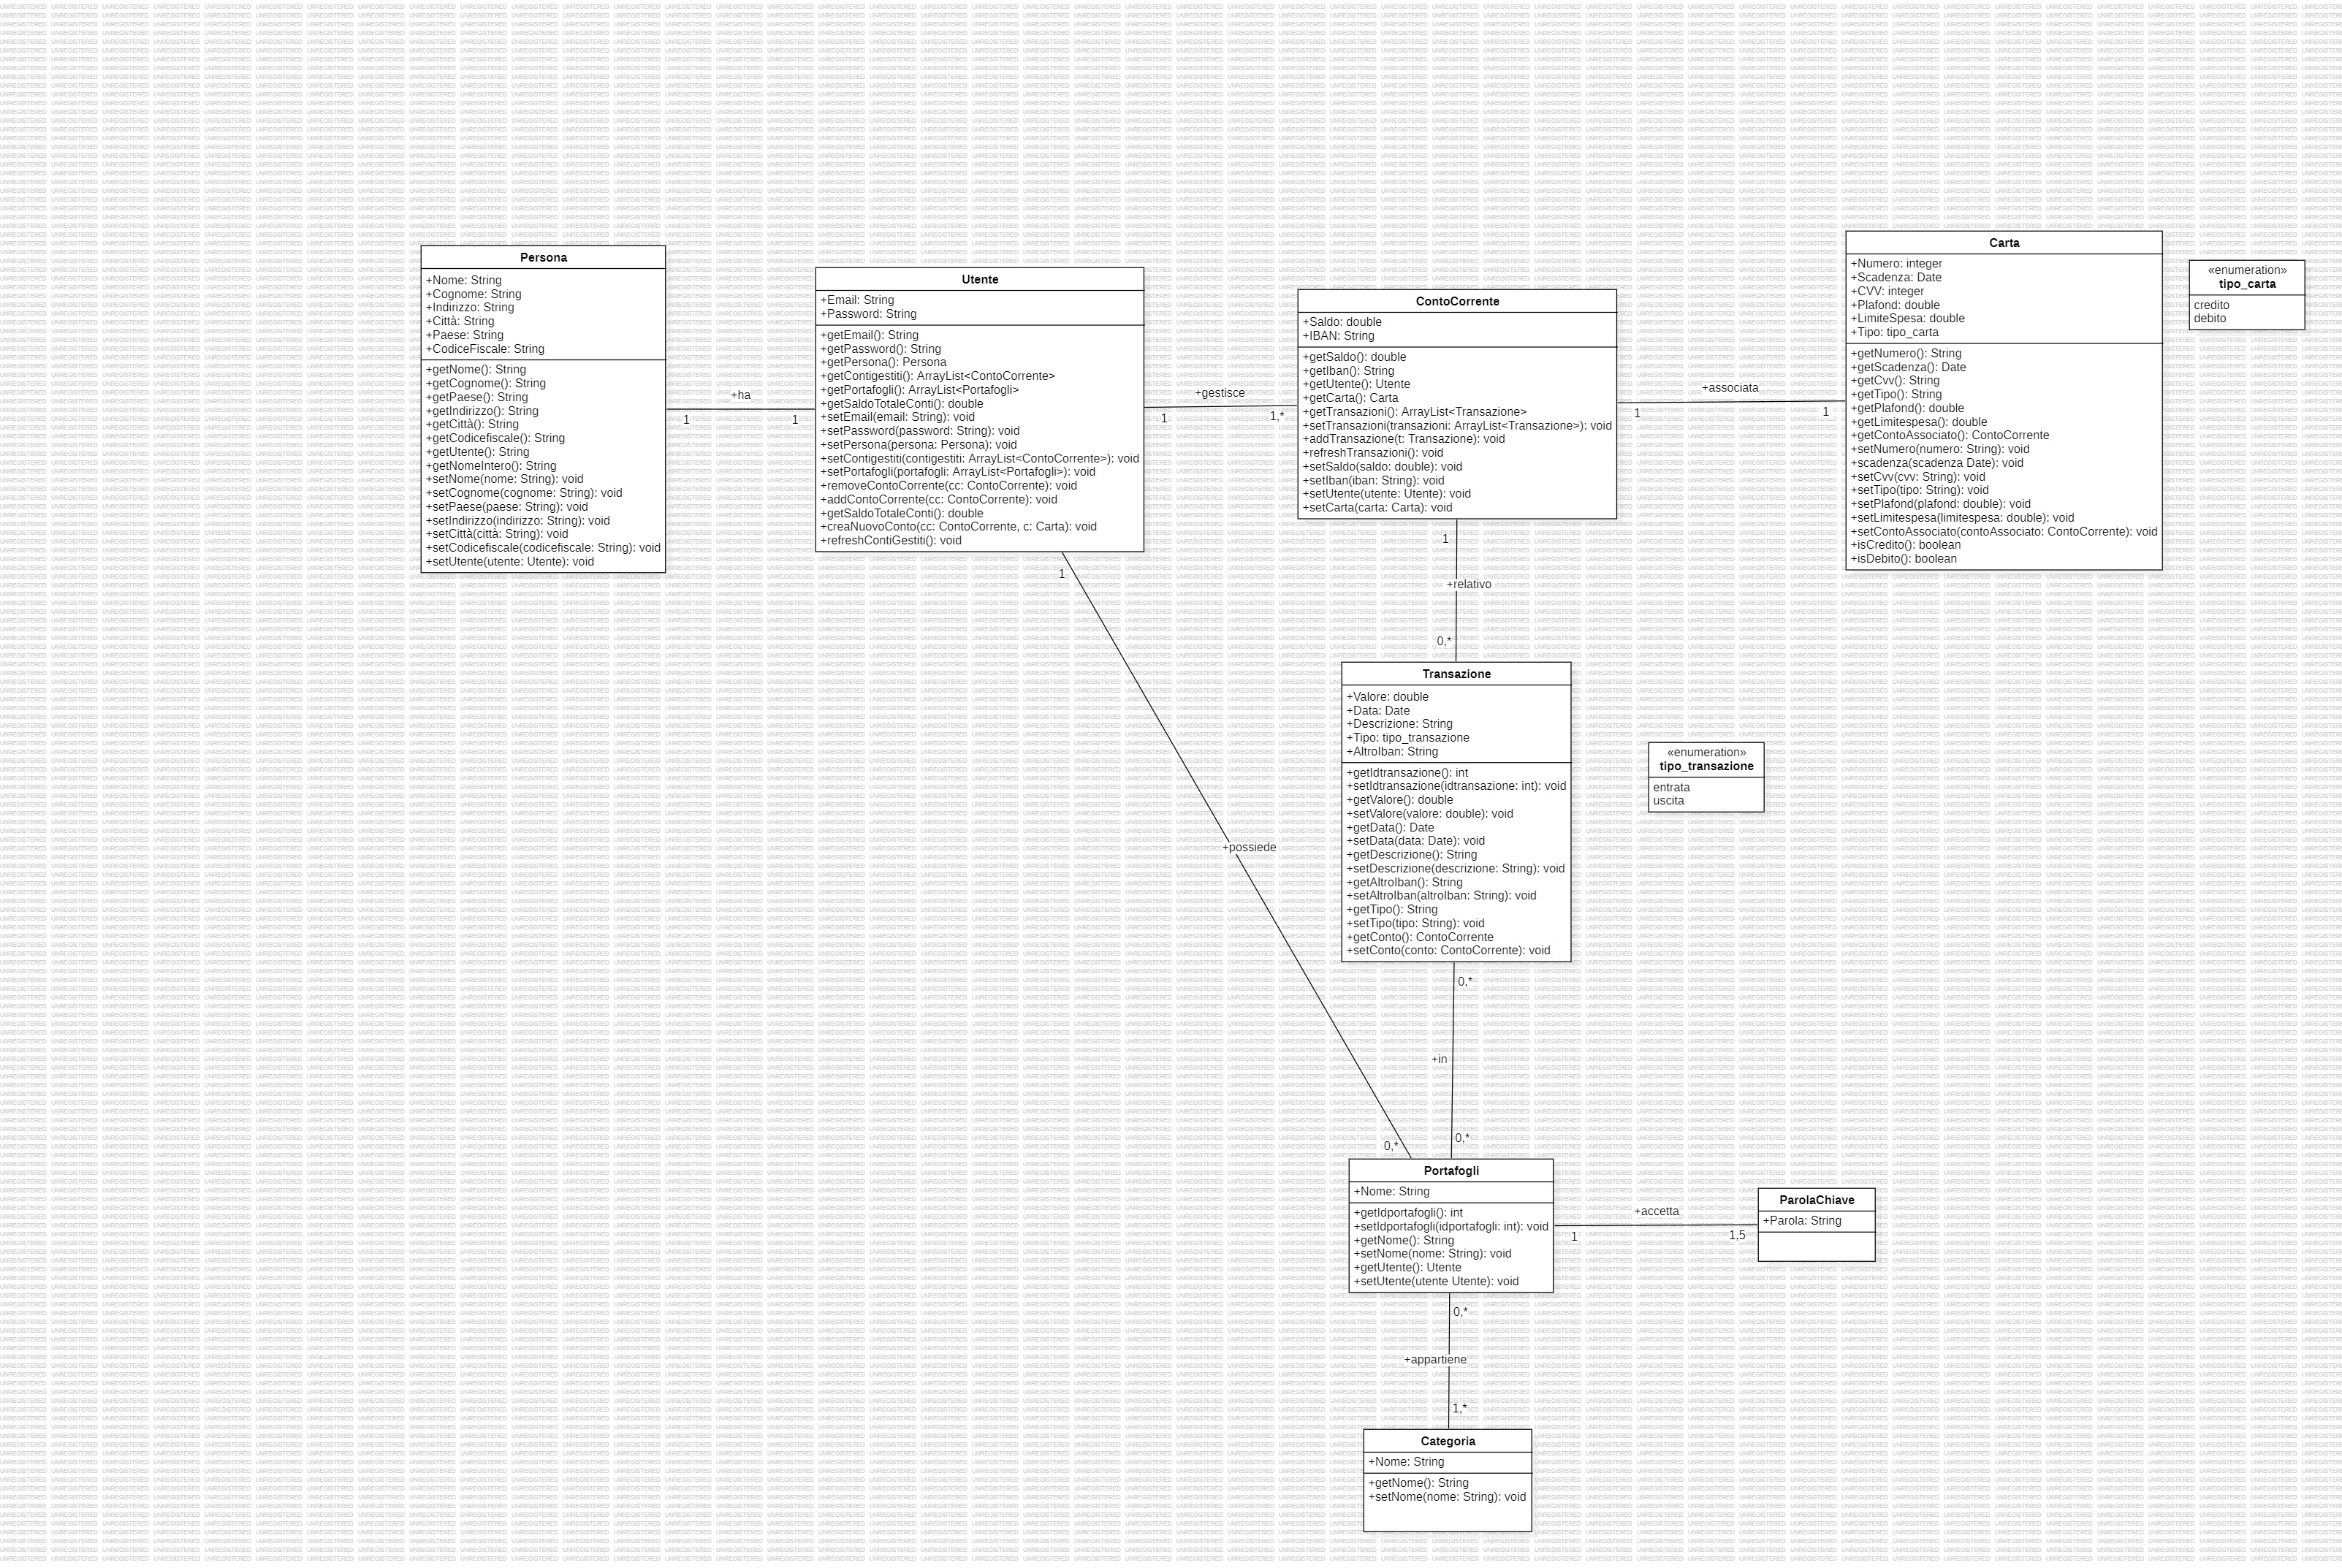 Persona
+Nome: String
+Cognome: String
+Indirizzo: String
+Città: String
+Paese: String
+CodiceFiscale: String
+getNome(): String
+getCognome(): String
+getPaese(): String
+getIndirizzo(): String
+getCittà(): String
+getCodicefiscale(): String
+getUtente(): String
+getNomeIntero(): String
+setNome(nome: String): void
+setCognome(cognome: String): void
+setPaese(paese: String): void
+setIndirizzo(indirizzo: String): void
+setCittà(città: String): void
+setCodicefiscale(codicefiscale: String): void
+setUtente(utente: Utente): void
+ha
1
1
Utente
+Email: String
+Password: String
+getEmail(): String
+getPassword(): String
+getPersona(): Persona
+getContigestiti(): ArrayList<ContoCorrente>
+getPortafogli(): ArrayList<Portafogli>
+getSaldoTotaleConti(): double
+setEmail(email: String): void
+setPassword(password: String): void
+setPersona(persona: Persona): void
+setContigestiti(contigestiti: ArrayList<ContoCorrente>): void
+setPortafogli(portafogli: ArrayList<Portafogli>): void
+removeContoCorrente(cc: ContoCorrente): void
+addContoCorrente(cc: ContoCorrente): void
+getSaldoTotaleConti(): double
+creaNuovoConto(cc: ContoCorrente, c: Carta): void
+refreshContiGestiti(): void
+gestisce
1
1,*
ContoCorrente
+Saldo: double
+IBAN: String
+getSaldo(): double
+getIban(): String
+getUtente(): Utente
+getCarta(): Carta
+getTransazioni(): ArrayList<Transazione>
+setTransazioni(transazioni: ArrayList<Transazione>): void
+addTransazione(t: Transazione): void
+refreshTransazioni(): void
+setSaldo(saldo: double): void
+setIban(iban: String): void
+setUtente(utente: Utente): void
+setCarta(carta: Carta): void
+associata
1
1
Carta
+Numero: integer
+Scadenza: Date
+CVV: integer
+Plafond: double
+LimiteSpesa: double
+Tipo: tipo_carta
+getNumero(): String
+getScadenza(): Date
+getCvv(): String
+getTipo(): String
+getPlafond(): double
+getLimitespesa(): double
+getContoAssociato(): ContoCorrente
+setNumero(numero: String): void
+scadenza(scadenza Date): void
+setCvv(cvv: String): void
+setTipo(tipo: String): void
+setPlafond(plafond: double): void
+setLimitespesa(limitespesa: double): void
+setContoAssociato(contoAssociato: ContoCorrente): void
+isCredito(): boolean
+isDebito(): boolean
«enumeration»
tipo_carta
credito
debito
1
+relativo
0,*
Transazione
+Valore: double
+Data: Date
+Descrizione: String
+Tipo: tipo_transazione
+AltroIban: String
+getIdtransazione(): int
+setIdtransazione(idtransazione: int): void
+getValore(): double
+setValore(valore: double): void
+getData(): Date
+setData(data: Date): void
+getDescrizione(): String
+setDescrizione(descrizione: String): void
+getAltroIban(): String
+setAltroIban(altroIban: String): void
+getTipo(): String
+setTipo(tipo: String): void
+getConto(): ContoCorrente
+setConto(conto: ContoCorrente): void
«enumeration»
tipo_transazione
entrata
uscita
1
+possiede
0,*
0,*
+in
0,*
Portafogli
+Nome: String
+getIdportafogli(): int
+setIdportafogli(idportafogli: int): void
+getNome(): String
+setNome(nome: String): void
+getUtente(): Utente
+setUtente(utente Utente): void
+accetta
1
1,5
ParolaChiave
+Parola: String
0,*
+appartiene
1,*
Categoria
+Nome: String
+getNome(): String
+setNome(nome: String): void